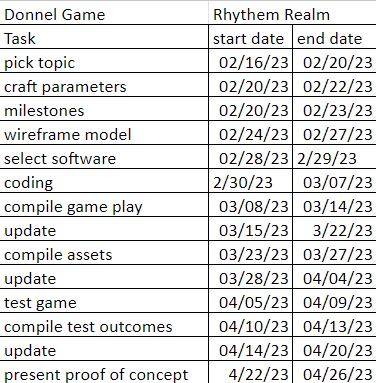 Donnel Game Rhythem Realm
Task start date end date
pick topic 02/16/23 02/20/23
craft parameters 02/20/23 02/22/23
milestones 02/20/23 02/23/23
wireframe model 02/24/23 02/27/23
select software 02/28/23 2/29/23
coding 2/30/23 03/07/23
compile game play 03/08/23 03/14/23
update 03/15/23 3/22/23
compile assets 03/23/23 03/27/23
update 03/28/23 04/04/23
test game 04/05/23 04/09/23
compile test outcomes 04/10/23 04/13/23
update 04/14/23 04/20/23
present proof of concept 4/22/23 04/26/23